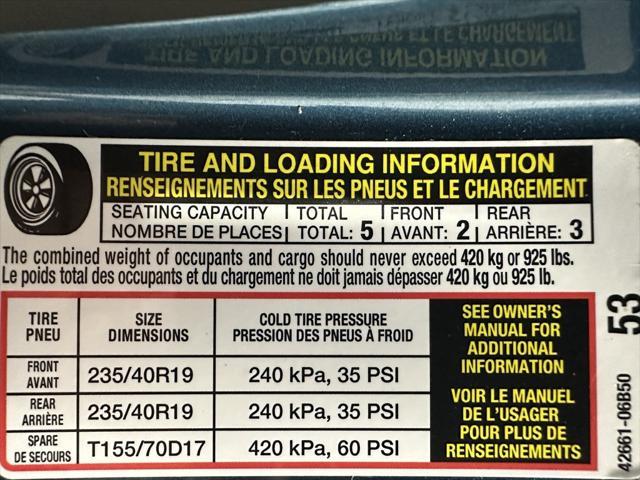 TIRE AND LOADING INFORMATION
RENSEIGNEMENTS SUR LES PNEUS ET LE CHARGEMENT
SEATING CAPACITY TOTAL FRONT REAR
NOMBRE DE PLACES TOTAL: 5 AVANT: 2 ARRIÈRE: 3
The combined weight of occupants and cargo should never exceed 420 kg or 925 lbs.
Le poids total des occupants et du chargement ne doit jamais dépasser 420 kg ou 925 lb.
TIRE SIZE COLD TIRE PRESSURE
PNEU DIMENSIONS PRESSION DES PNEUS À FROID
FRONT
AVANT 235/40R19 240 kPa, 35 PSI
REAR
ARRIÈRE 235/40R19 240 kPa, 35 PSI
SPARE
DE SECOURS T155/70D17 420 kPa, 60 PSI
SEE OWNER'S
MANUAL FOR
ADDITIONAL
INFORMATION
VOIR LE MANUEL
DE L'USAGER
POUR PLUS DE
RENSEIGNEMENTS
42661-06B50 53